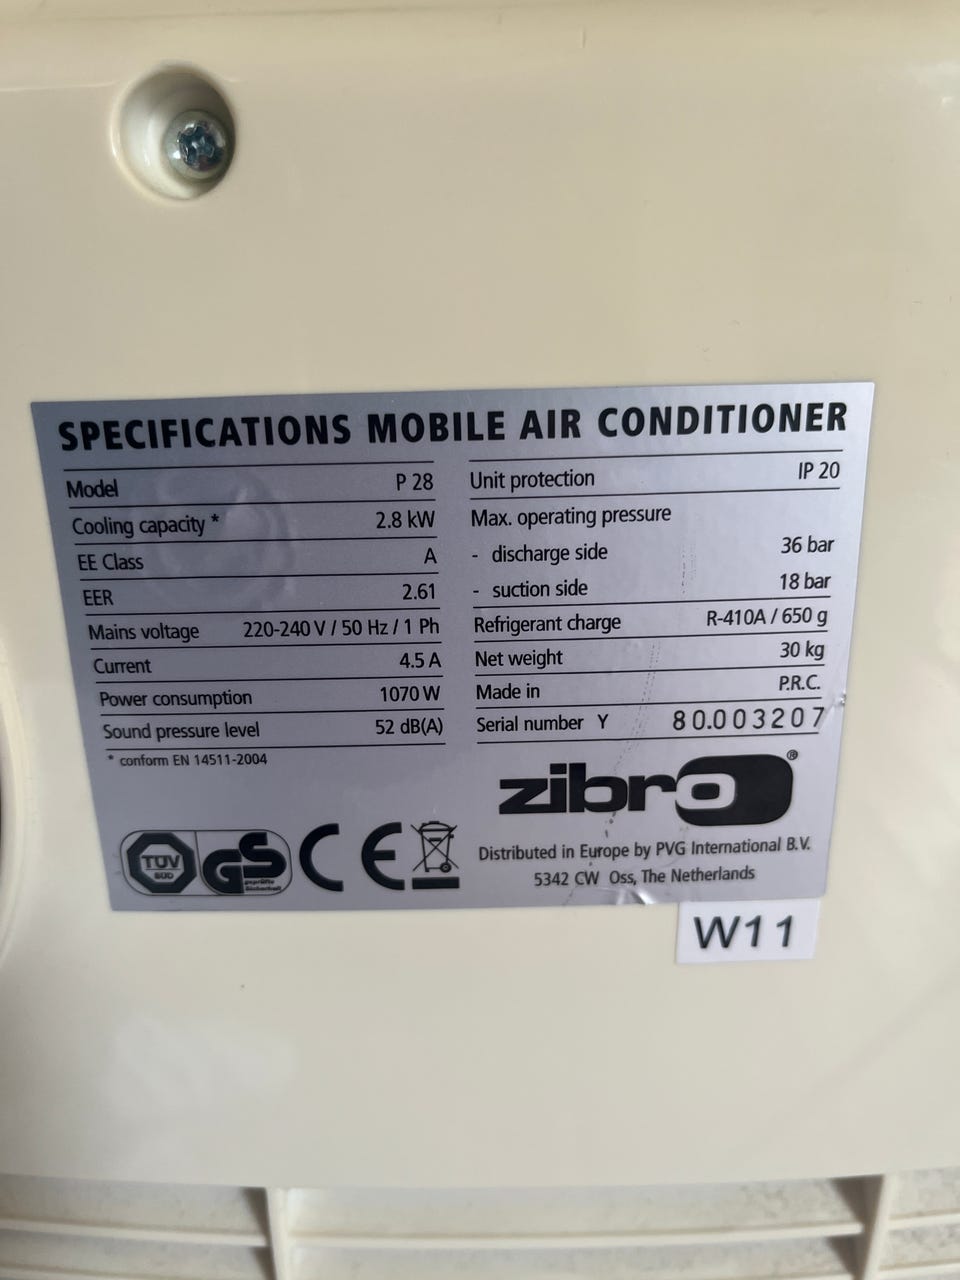 SPECIFICATIONS MOBILE AIR CONDITIONER
Model P 28
Cooling capacity * 2.8 kW
EE Class A
EER 2.61
Mains voltage 220-240 V / 50 Hz / 1 Ph
Current 4.5 A
Power consumption 1070 W
Sound pressure level 52 dB(A)
* conform EN 14511-2004
Unit protection IP 20
Max. operating pressure
- discharge side 36 bar
- suction side 18 bar
Refrigerant charge R-410A / 650 g
Net weight 30 kg
Made in P.R.C.
Serial number Y 80.003207
zibro®
TÜV
SÜD
GS
geprüfte
Sicherheit
CE
Distributed in Europe by PVG International B.V.
5342 CW Oss, The Netherlands
W11